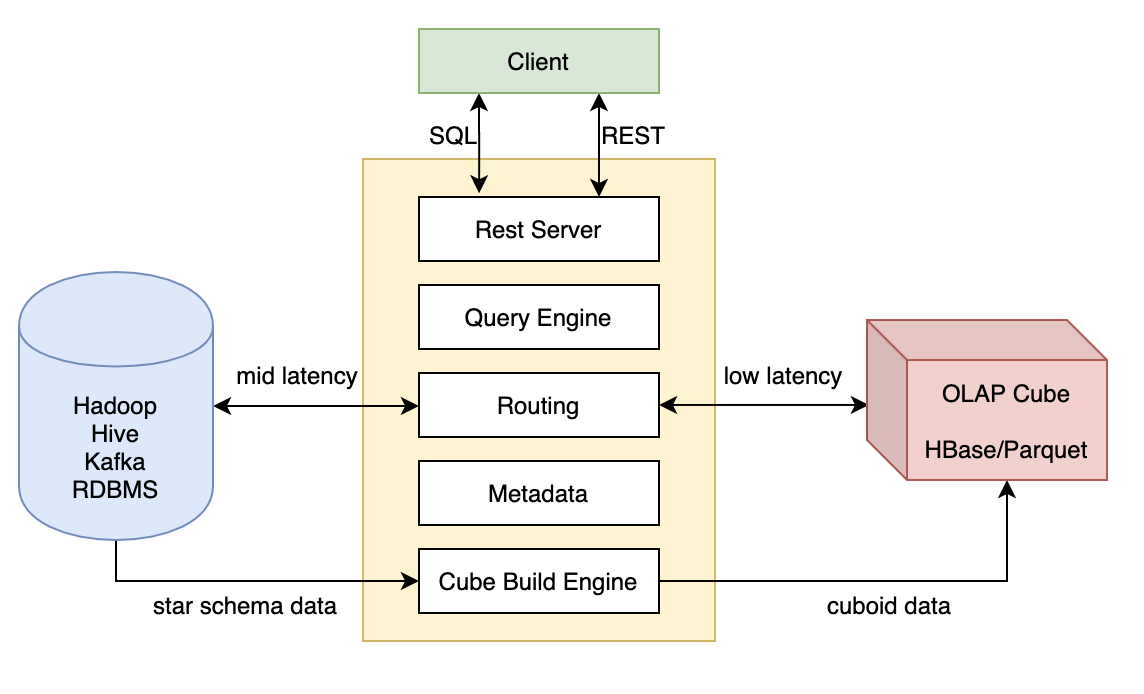 Client
SQL
REST
Rest Server
Query Engine
mid latency
Routing
low latency
Hadoop
Hive
Kafka
RDBMS
OLAP Cube
HBase/Parquet
Metadata
Cube Build Engine
star schema data
cuboid data